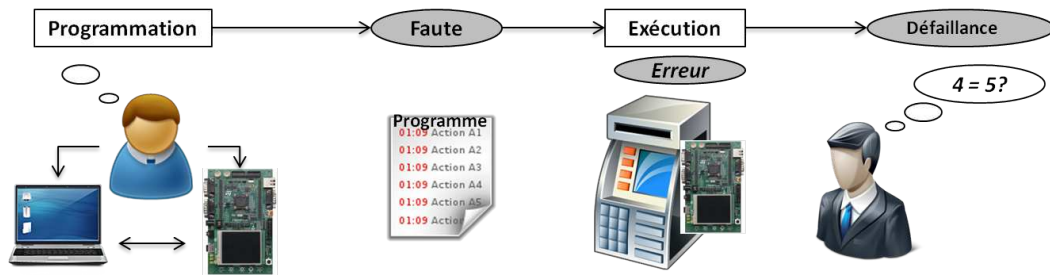 Programmation
Faute
Exécution
Défaillance
Erreur
4 = 5?
Programme
01:09 Action A1
01:09 Action A2
01:09 Action A3
01:09 Action A4
01:09 Action A5
01:09 Action